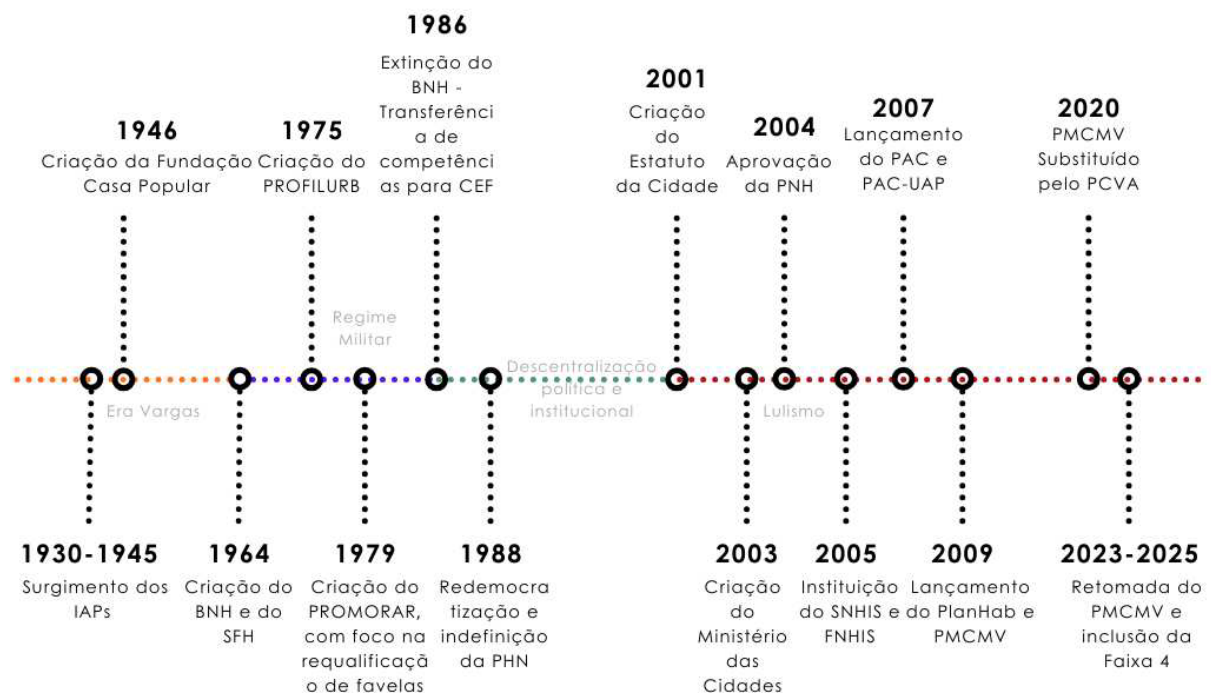 1946
Criação da Fundação
Casa Popular
1975
Criação do
PROFILURB
1986
Extinção do
BNH -
Transferênci
a de
competênci
as para CEF
2001
Criação
do
Estatuto
da Cidade
2004
Aprovação
da PNH
2007
Lançamento
do PAC e
PAC-UAP
2020
PMCMV
Substituído
pelo PCVA
Era Vargas
Regime
Militar
Descentralização
política e
institucional
Lulismo
1930-1945
Surgimento dos
IAPs
1964
Criação do
BNH e do
SFH
1979
Criação do
PROMORAR,
com foco na
requalificaçã
o de favelas
1988
Redemocra
tização e
indefinição
da PHN
2003
Criação
do
Ministério
das
Cidades
2005
Instituição
do SNHIS e
FNHIS
2009
Lançamento
do PlanHab e
PMCMV
2023-2025
Retomada do
PMCMV e
inclusão da
Faixa 4